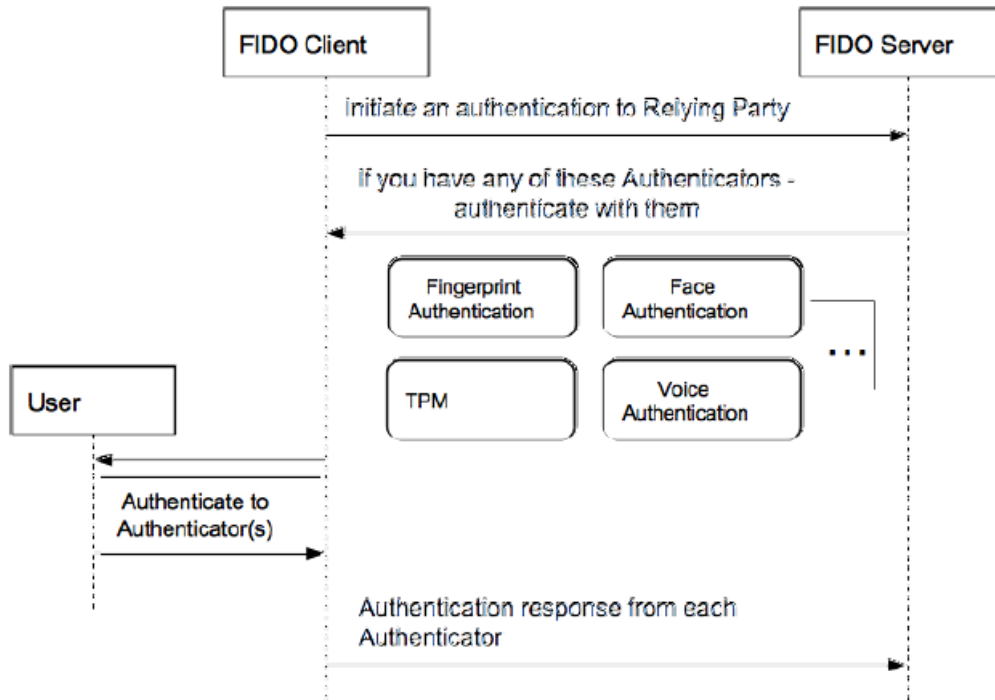 FIDO Client
FIDO Server
Initiate an authentication to Relying Party
If you have any of these Authenticators -
authenticate with them
Fingerprint
Authentication
Face
Authentication
...
TPM
Voice
Authentication
User
Authenticate to
Authenticator(s)
Authentication response from each
Authenticator